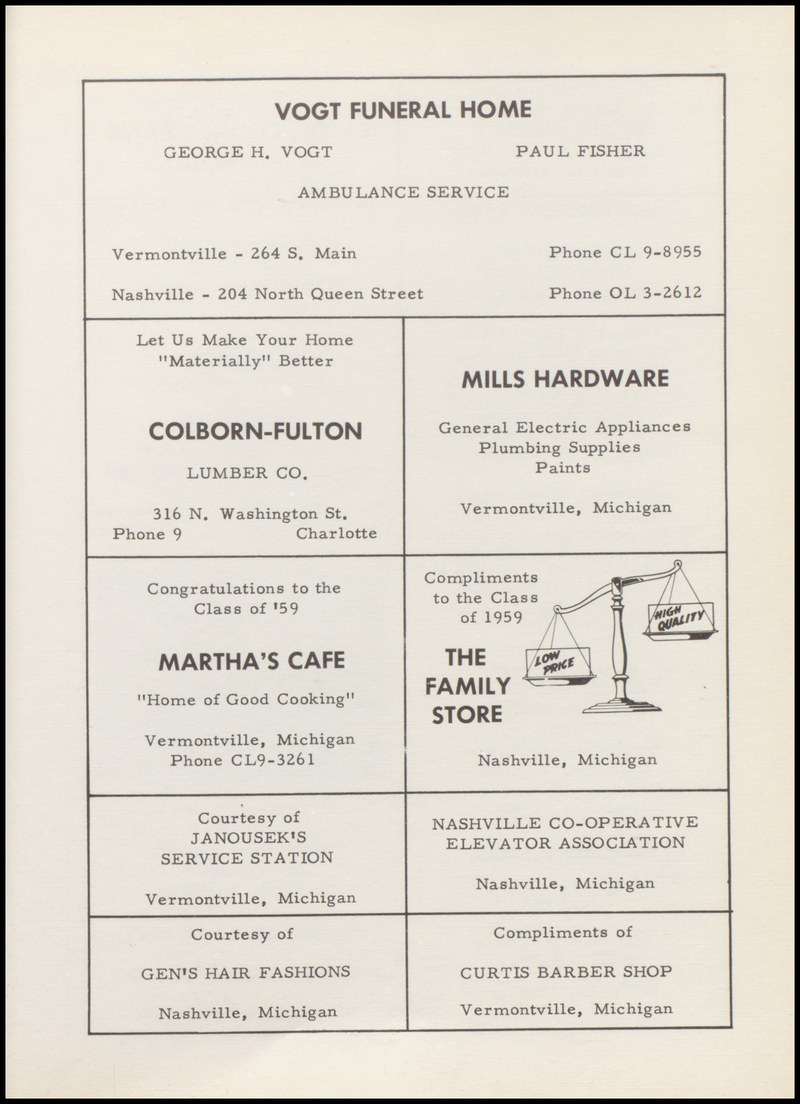 VOGT FUNERAL HOME
GEORGE H. VOGT PAUL FISHER
AMBULANCE SERVICE
Vermontville - 264 S. Main Phone CL 9-8955
Nashville - 204 North Queen Street Phone OL 3-2612
Let Us Make Your Home
"Materially" Better
COLBORN-FULTON
LUMBER CO.
316 N. Washington St.
Phone 9 Charlotte
MILLS HARDWARE
General Electric Appliances
Plumbing Supplies
Paints
Vermontville, Michigan
Congratulations to the
Class of '59
MARTHA'S CAFE
"Home of Good Cooking"
Vermontville, Michigan
Phone CL9-3261
Compliments
to the Class
of 1959
THE
FAMILY
STORE
LOW
PRICE
HIGH
QUALITY
Nashville, Michigan
Courtesy of
JANOUSEK'S
SERVICE STATION
Vermontville, Michigan
NASHVILLE CO-OPERATIVE
ELEVATOR ASSOCIATION
Nashville, Michigan
Courtesy of
GEN'S HAIR FASHIONS
Nashville, Michigan
Compliments of
CURTIS BARBER SHOP
Vermontville, Michigan